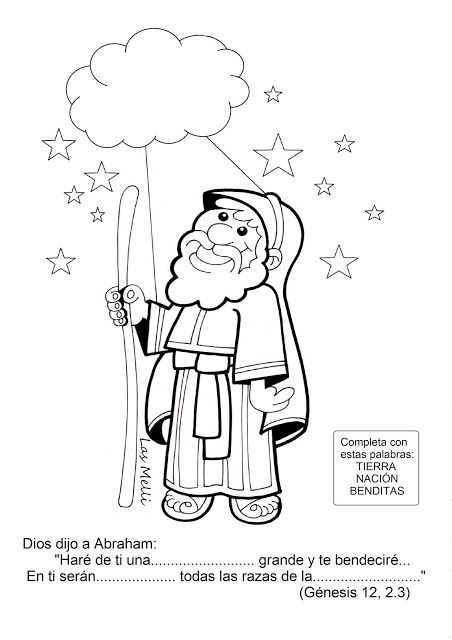 Las Melli
Completa con
estas palabras:
TIERRA
NACIÓN
BENDITAS
Dios dijo a Abraham:
"Haré de ti una.......................... grande y te bendeciré...
En ti serán.................... todas las razas de la..........................."
(Génesis 12, 2.3)